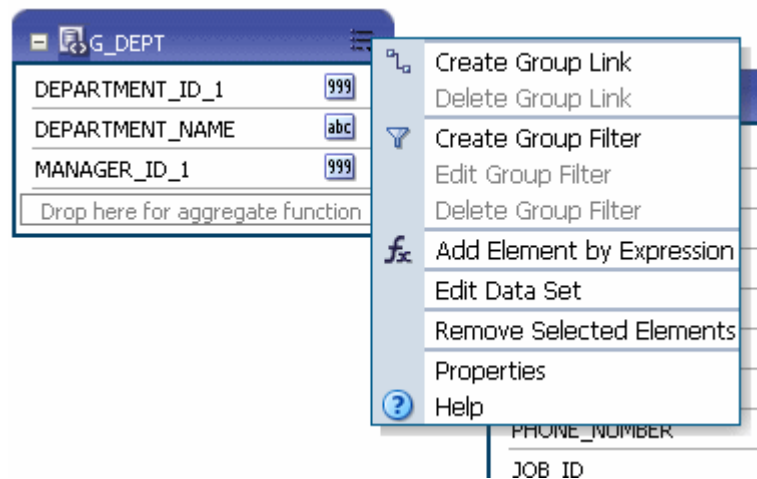 G_DEPT
DEPARTMENT_ID_1 999
DEPARTMENT_NAME abc
MANAGER_ID_1 999
Drop here for aggregate function
Create Group Link
Delete Group Link
Create Group Filter
Edit Group Filter
Delete Group Filter
fx Add Element by Expression
Edit Data Set
Remove Selected Elements
Properties
? Help
PHONE_NUMBER
JOB_ID